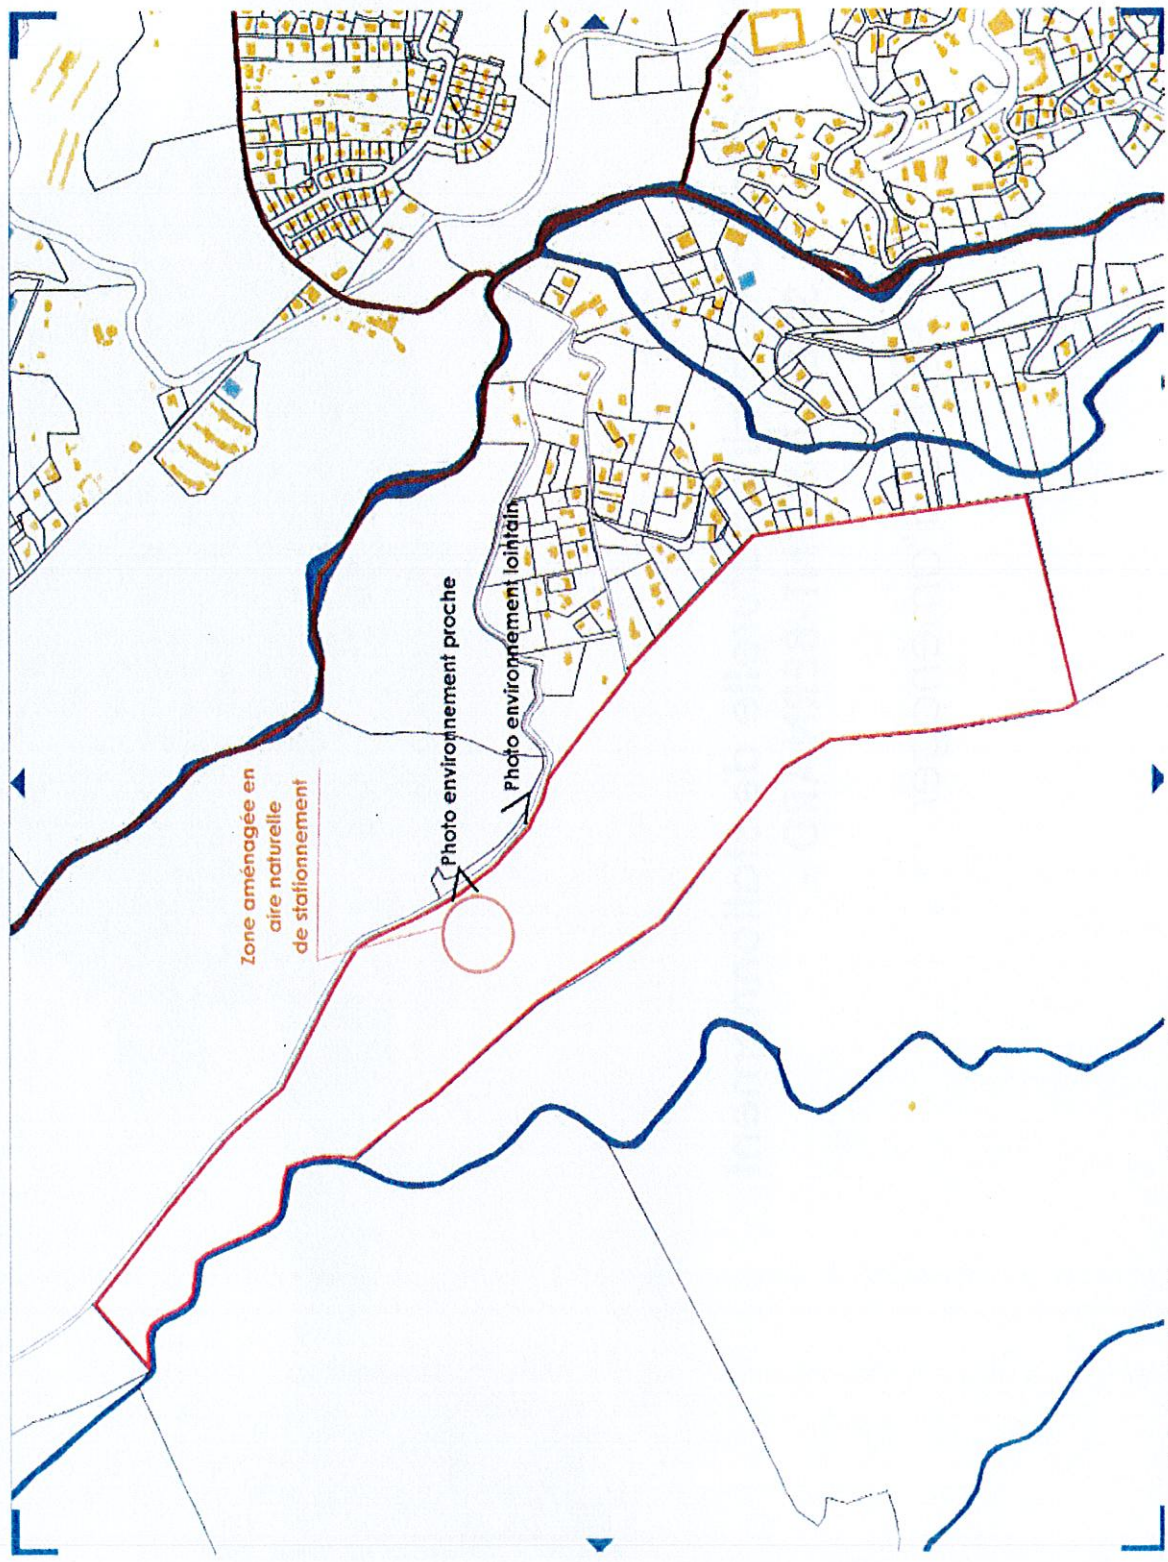 Zone aménagée en
aire naturelle
de stationnement
Photo environnement proche
Photo environnement lointain